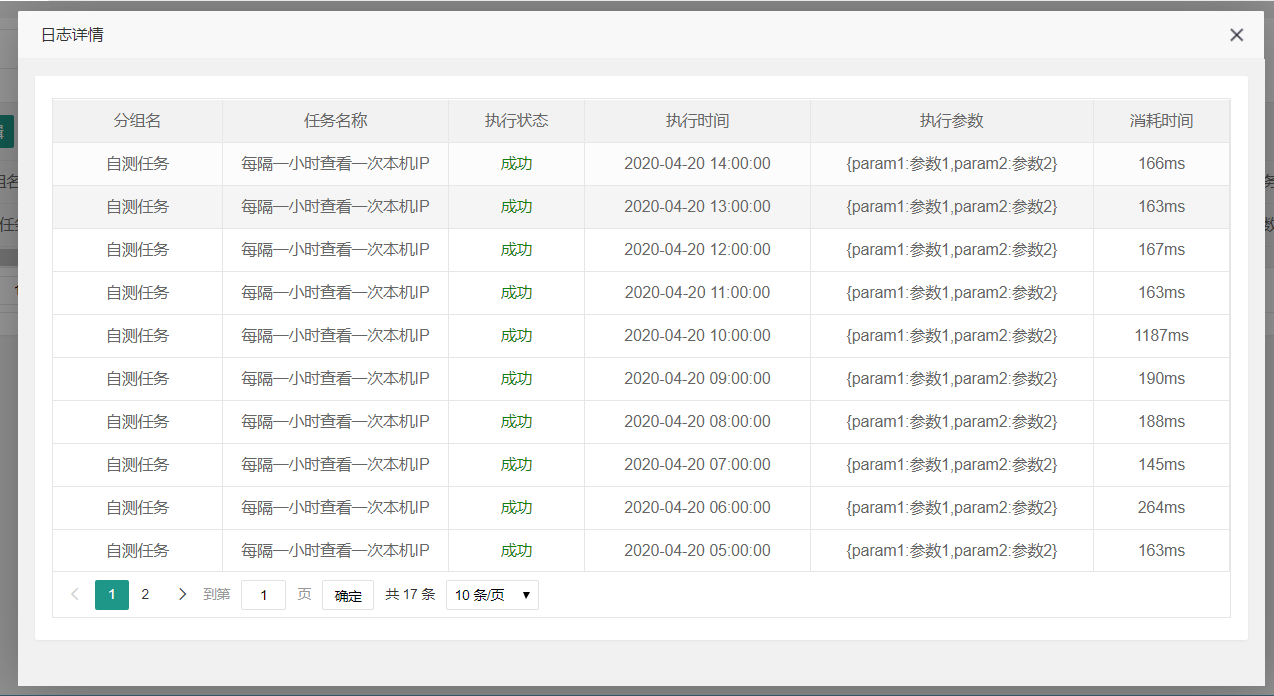 日志详情
分组名 任务名称 执行状态 执行时间 执行参数 消耗时间
自测任务 每隔一小时查看一次本机IP 成功 2020-04-20 14:00:00 {param1:参数1,param2:参数2} 166ms
自测任务 每隔一小时查看一次本机IP 成功 2020-04-20 13:00:00 {param1:参数1,param2:参数2} 163ms
自测任务 每隔一小时查看一次本机IP 成功 2020-04-20 12:00:00 {param1:参数1,param2:参数2} 167ms
自测任务 每隔一小时查看一次本机IP 成功 2020-04-20 11:00:00 {param1:参数1,param2:参数2} 163ms
自测任务 每隔一小时查看一次本机IP 成功 2020-04-20 10:00:00 {param1:参数1,param2:参数2} 1187ms
自测任务 每隔一小时查看一次本机IP 成功 2020-04-20 09:00:00 {param1:参数1,param2:参数2} 190ms
自测任务 每隔一小时查看一次本机IP 成功 2020-04-20 08:00:00 {param1:参数1,param2:参数2} 188ms
自测任务 每隔一小时查看一次本机IP 成功 2020-04-20 07:00:00 {param1:参数1,param2:参数2} 145ms
自测任务 每隔一小时查看一次本机IP 成功 2020-04-20 06:00:00 {param1:参数1,param2:参数2} 264ms
自测任务 每隔一小时查看一次本机IP 成功 2020-04-20 05:00:00 {param1:参数1,param2:参数2} 163ms
1 2 到第 1 页 确定 共 17 条 10 条/页